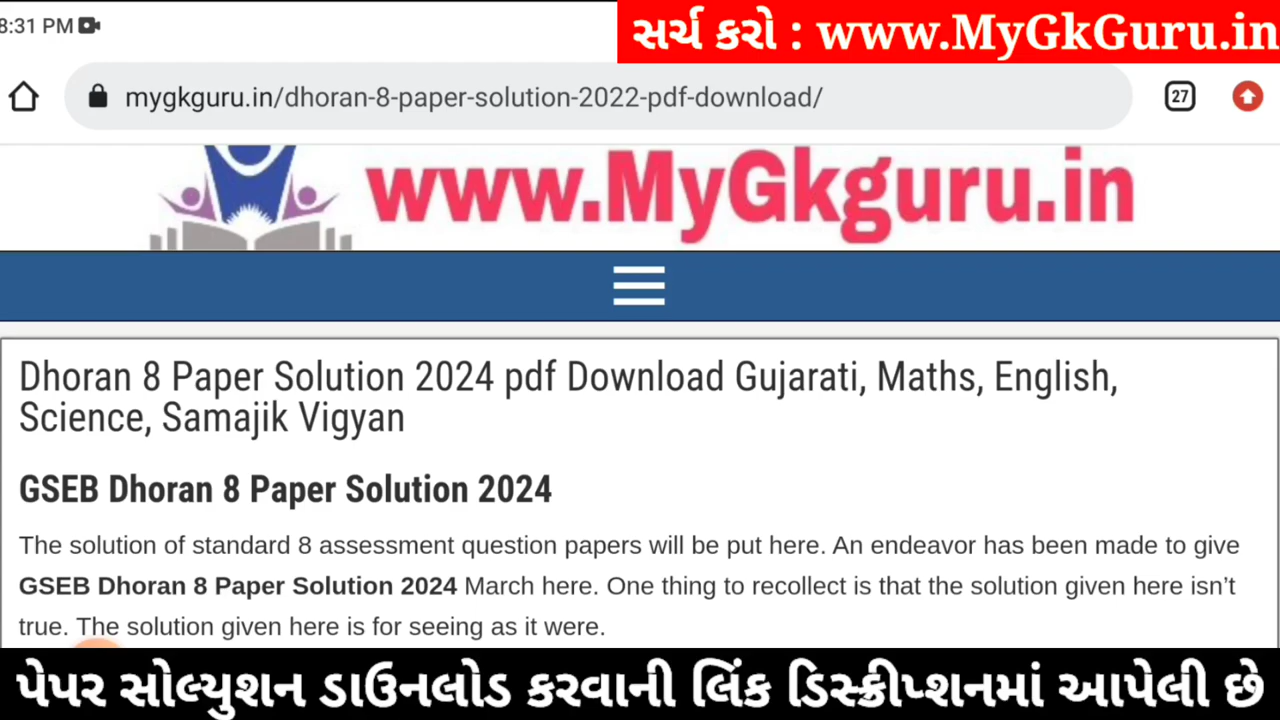 8:31 PM
સર્ચ કરો : www.MyGkGuru.in
mygkguru.in/dhoran-8-paper-solution-2022-pdf-download/
27
www.MyGkguru.in
Dhoran 8 Paper Solution 2024 pdf Download Gujarati, Maths, English,
Science, Samajik Vigyan
GSEB Dhoran 8 Paper Solution 2024
The solution of standard 8 assessment question papers will be put here. An endeavor has been made to give
GSEB Dhoran 8 Paper Solution 2024 March here. One thing to recollect is that the solution given here isn’t
true. The solution given here is for seeing as it were.
પેપર સોલ્યુશન ડાઉનલોડ કરવાની લિંક ડિસ્ક્રીપ્શનમાં આપેલી છે